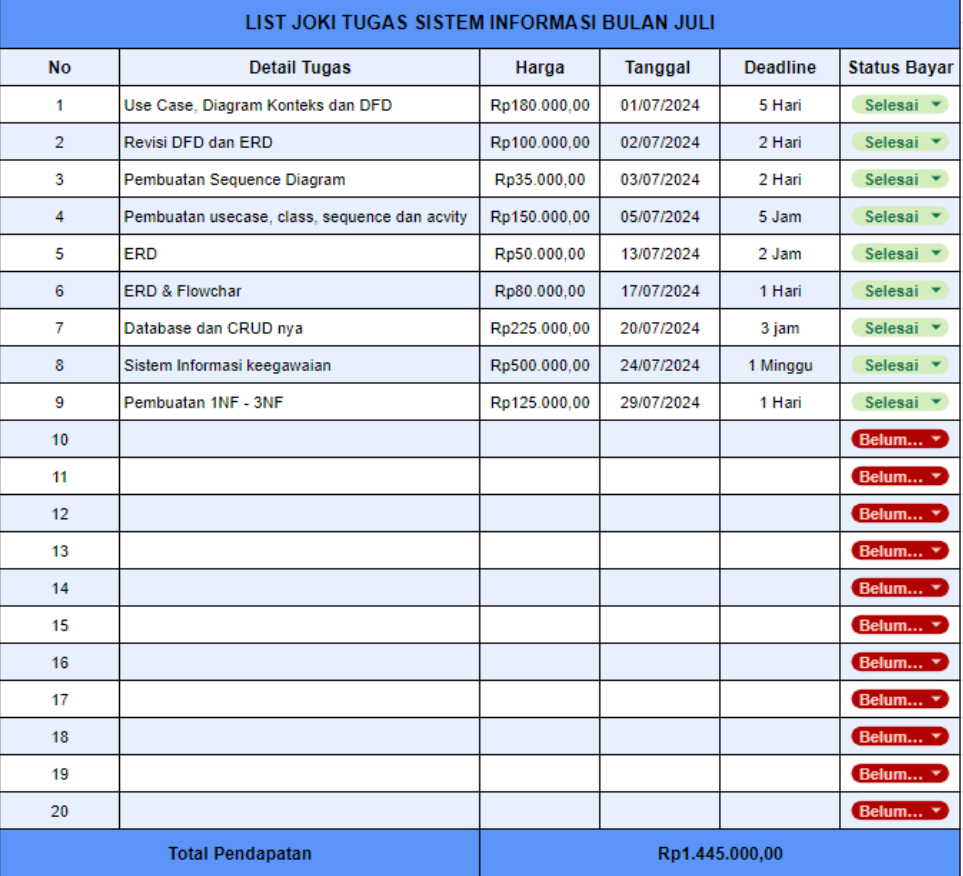 LIST JOKI TUGAS SISTEM INFORMASI BULAN JULI
No Detail Tugas Harga Tanggal Deadline Status Bayar
1 Use Case, Diagram Konteks dan DFD Rp180.000,00 01/07/2024 5 Hari Selesai
2 Revisi DFD dan ERD Rp100.000,00 02/07/2024 2 Hari Selesai
3 Pembuatan Sequence Diagram Rp35.000,00 03/07/2024 2 Hari Selesai
4 Pembuatan usecase, class, sequence dan acvity Rp150.000,00 05/07/2024 5 Jam Selesai
5 ERD Rp50.000,00 13/07/2024 2 Jam Selesai
6 ERD & Flowchar Rp80.000,00 17/07/2024 1 Hari Selesai
7 Database dan CRUD nya Rp225.000,00 20/07/2024 3 jam Selesai
8 Sistem Informasi keegawaian Rp500.000,00 24/07/2024 1 Minggu Selesai
9 Pembuatan 1NF - 3NF Rp125.000,00 29/07/2024 1 Hari Selesai
10 Belum...
11 Belum...
12 Belum...
13 Belum...
14 Belum...
15 Belum...
16 Belum...
17 Belum...
18 Belum...
19 Belum...
20 Belum...
Total Pendapatan Rp1.445.000,00